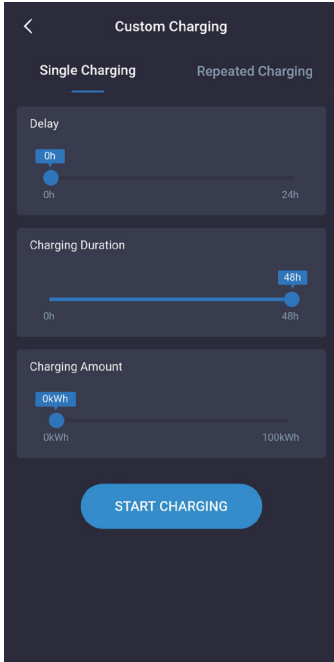 Custom Charging
Single Charging
Repeated Charging
Delay
0h
0h
24h
Charging Duration
48h
0h
48h
Charging Amount
0kWh
0kWh
100kWh
START CHARGING